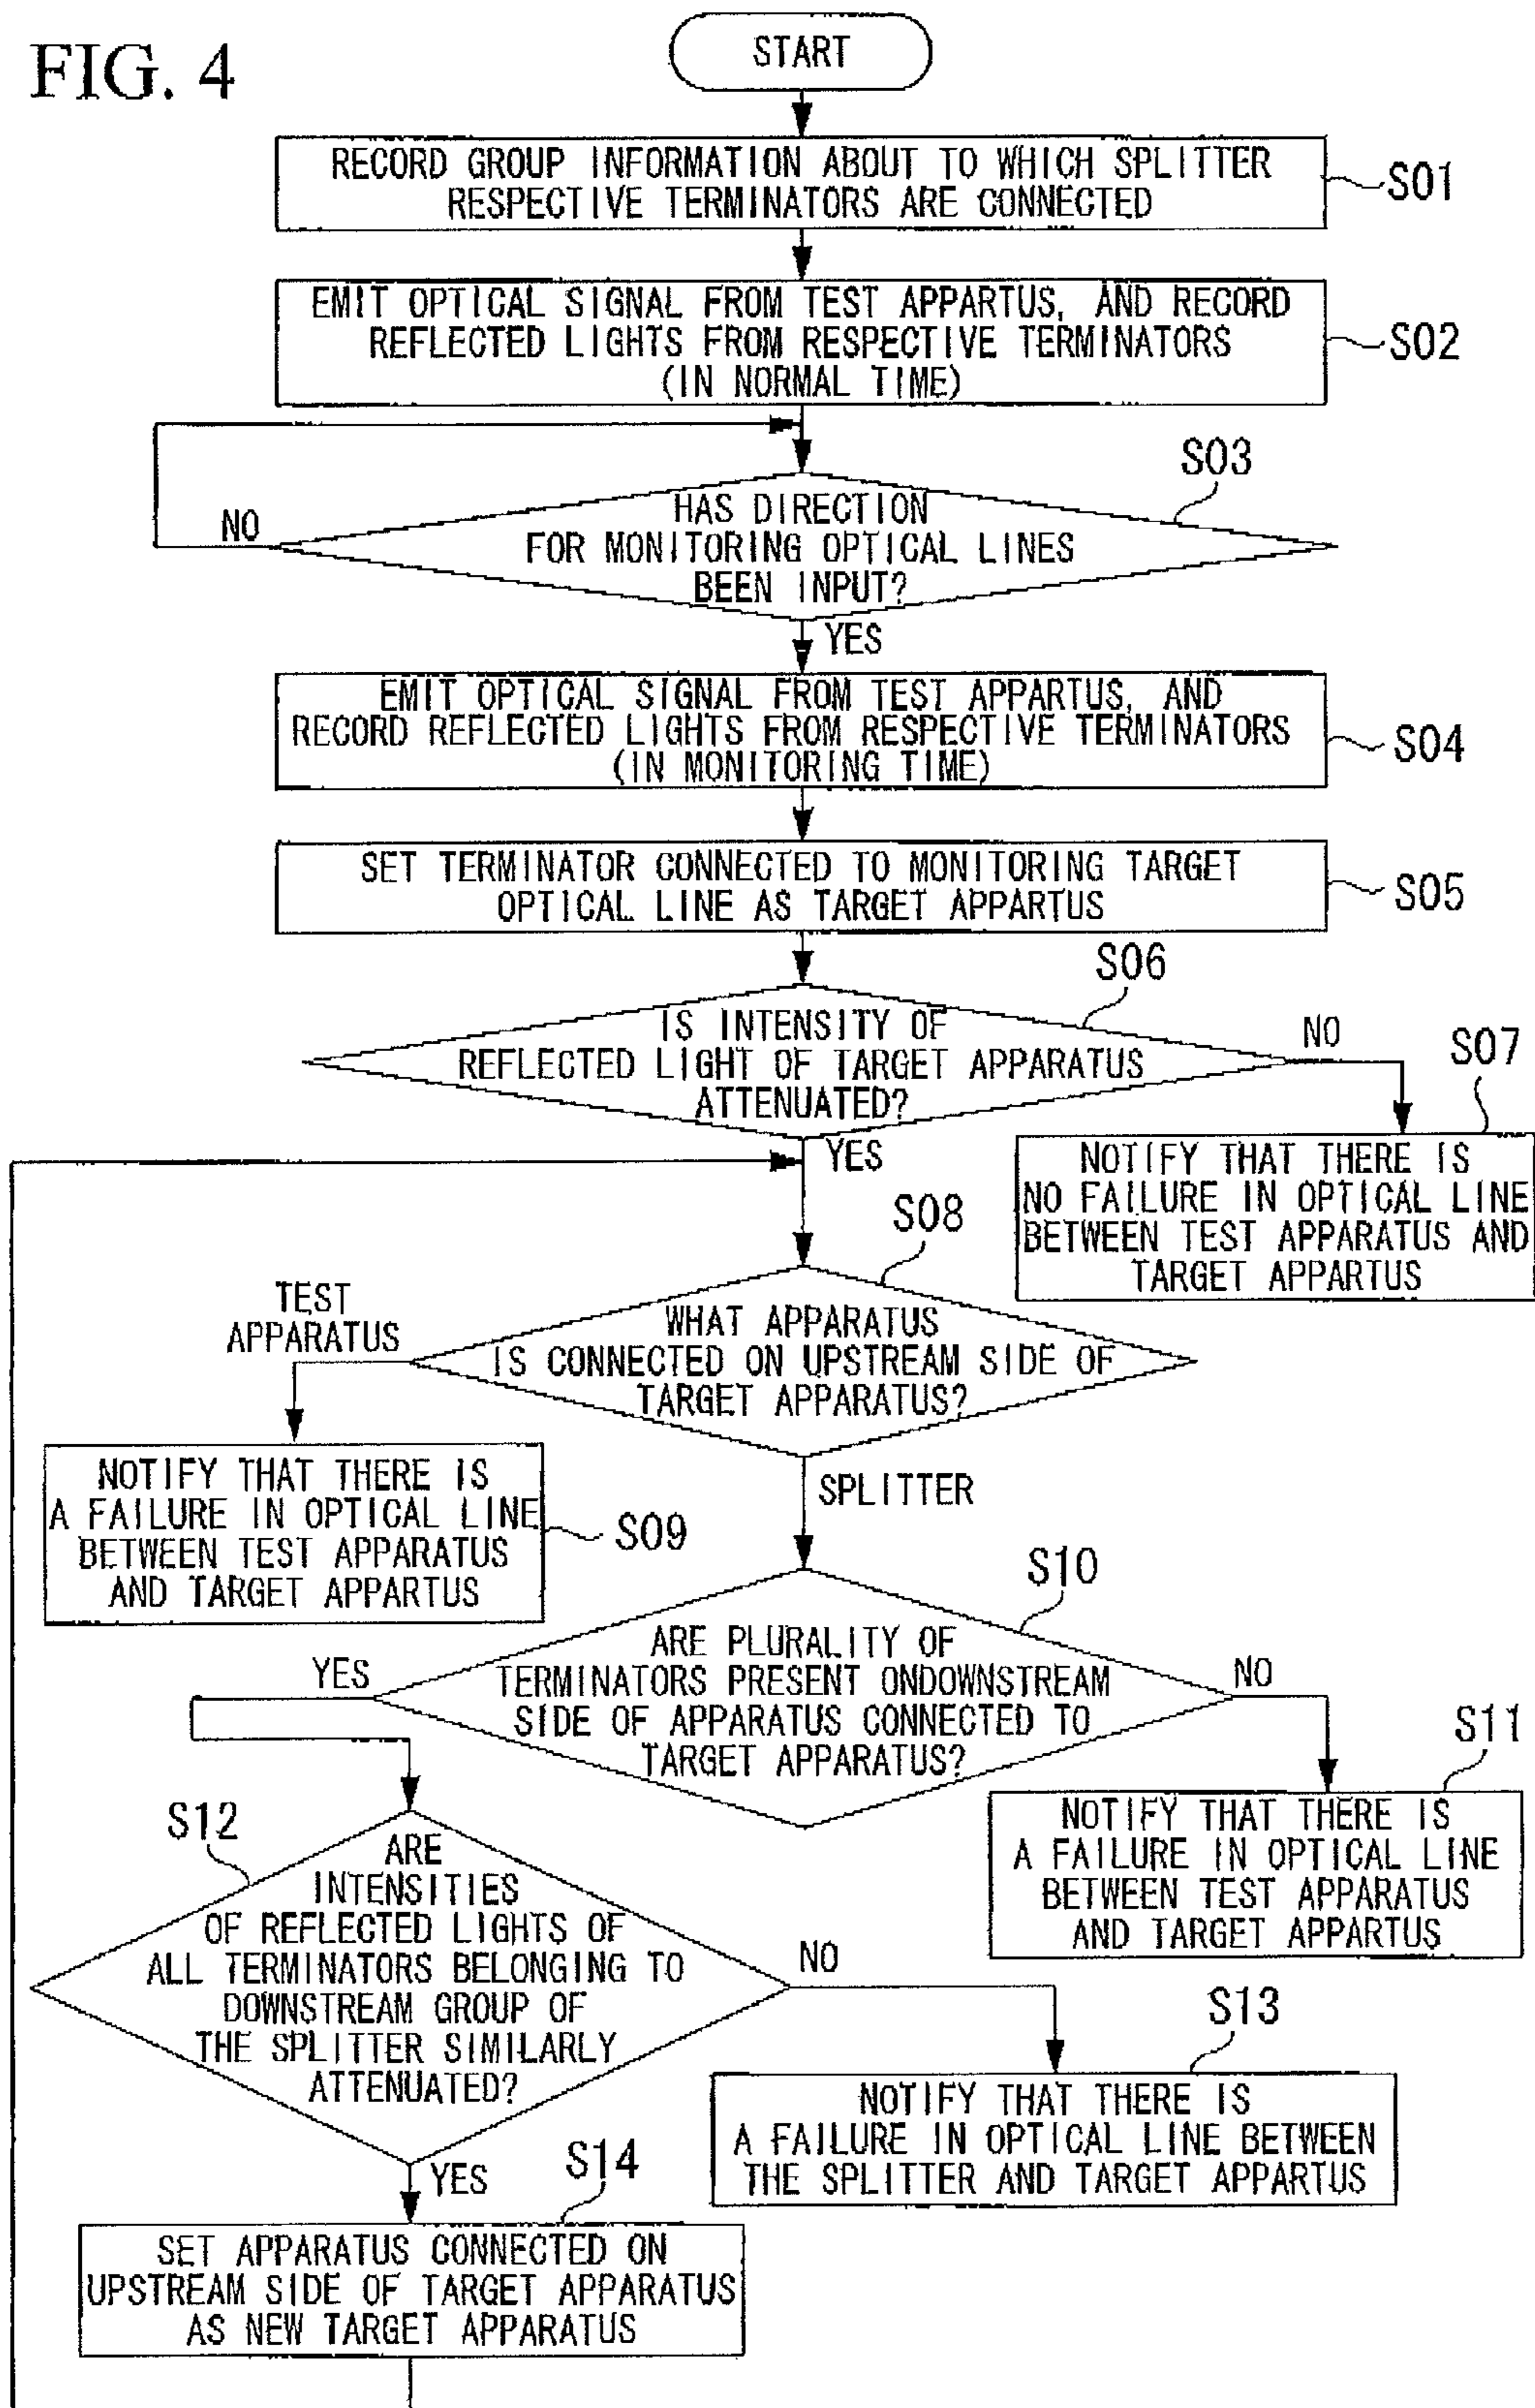 FIG. 4
START
RECORD GROUP INFORMATION ABOUT TO WHICH SPLITTER
RESPECTIVE TERMINATORS ARE CONNECTED
S01
EMIT OPTICAL SIGNAL FROM TEST APPARTUS, AND RECORD
REFLECTED LIGHTS FROM RESPECTIVE TERMINATORS
(IN NORMAL TIME)
S02
S03
HAS DIRECTION
FOR MONITORING OPTICAL LINES
BEEN INPUT?
NO
YES
EMIT OPTICAL SIGNAL FROM TEST APPARTUS, AND
RECORD REFLECTED LIGHTS FROM RESPECTIVE TERMINATORS
(IN MONITORING TIME)
S04
SET TERMINATOR CONNECTED TO MONITORING TARGET
OPTICAL LINE AS TARGET APPARTUS
S05
S06
IS INTENSITY OF
REFLECTED LIGHT OF TARGET APPARATUS
ATTENUATED?
NO
YES
S07
NOTIFY THAT THERE IS
NO FAILURE IN OPTICAL LINE
BETWEEN TEST APPARATUS AND
TARGET APPARTUS
S08
WHAT APPARATUS
IS CONNECTED ON UPSTREAM SIDE OF
TARGET APPARATUS?
TEST
APPARATUS
SPLITTER
NOTIFY THAT THERE IS
A FAILURE IN OPTICAL LINE
BETWEEN TEST APPARATUS
AND TARGET APPARTUS
S09
S10
ARE PLURALITY OF
TERMINATORS PRESENT ONDOWNSTREAM
SIDE OF APPARATUS CONNECTED TO
TARGET APPARATUS?
YES
NO
S11
NOTIFY THAT THERE IS
A FAILURE IN OPTICAL LINE
BETWEEN TEST APPARATUS
AND TARGET APPARTUS
S12
ARE
INTENSITIES
OF REFLECTED LIGHTS OF
ALL TERMINATORS BELONGING TO
DOWNSTREAM GROUP OF
THE SPLITTER SIMILARLY
ATTENUATED?
NO
YES
S13
NOTIFY THAT THERE IS
A FAILURE IN OPTICAL LINE BETWEEN
THE SPLITTER AND TARGET APPARTUS
S14
SET APPARATUS CONNECTED ON
UPSTREAM SIDE OF TARGET APPARATUS
AS NEW TARGET APPARATUS